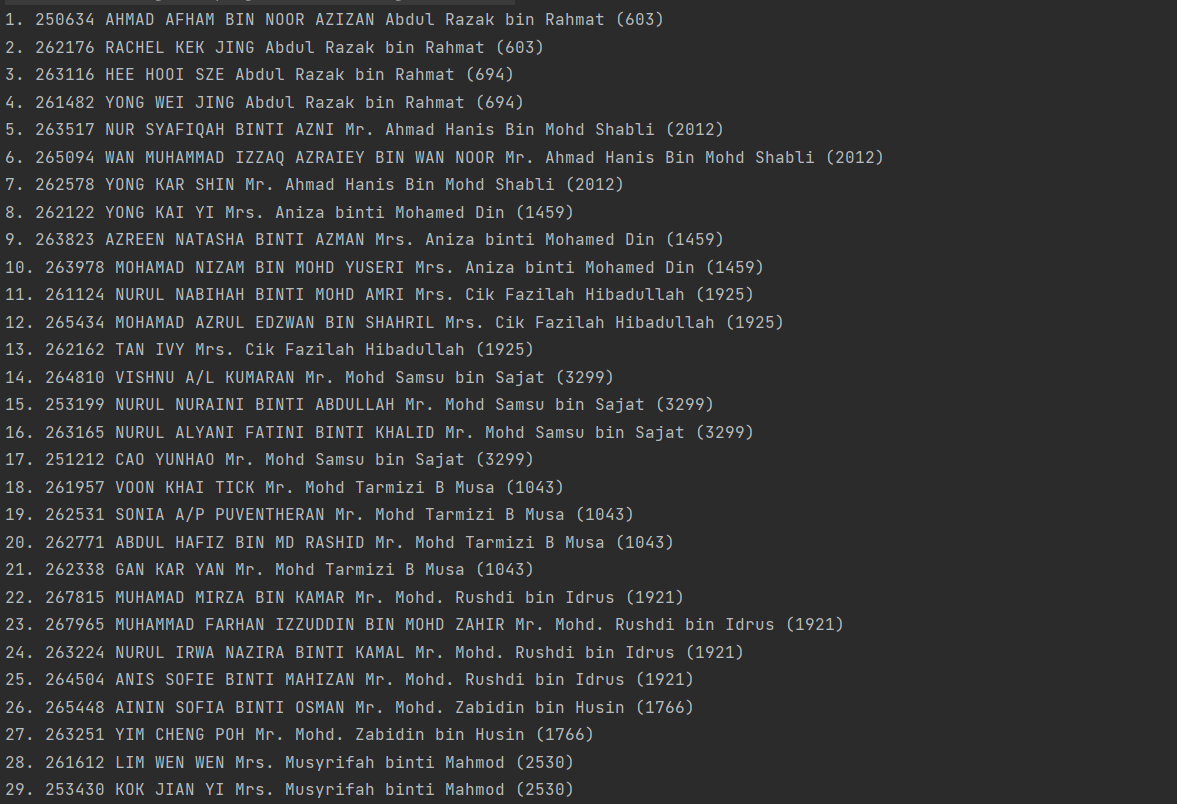 1. 250634 AHMAD AFHAM BIN NOOR AZIZAN Abdul Razak bin Rahmat (603)
2. 262176 RACHEL KEK JING Abdul Razak bin Rahmat (603)
3. 263116 HEE HOOI SZE Abdul Razak bin Rahmat (694)
4. 261482 YONG WEI JING Abdul Razak bin Rahmat (694)
5. 263517 NUR SYAFIQAH BINTI AZNI Mr. Ahmad Hanis Bin Mohd Shabli (2012)
6. 265094 WAN MUHAMMAD IZZAQ AZRAIEY BIN WAN NOOR Mr. Ahmad Hanis Bin Mohd Shabli (2012)
7. 262578 YONG KAR SHIN Mr. Ahmad Hanis Bin Mohd Shabli (2012)
8. 262122 YONG KAI YI Mrs. Aniza binti Mohamed Din (1459)
9. 263823 AZREEN NATASHA BINTI AZMAN Mrs. Aniza binti Mohamed Din (1459)
10. 263978 MOHAMAD NIZAM BIN MOHD YUSERI Mrs. Aniza binti Mohamed Din (1459)
11. 261124 NURUL NABIHAH BINTI MOHD AMRI Mrs. Cik Fazilah Hibadullah (1925)
12. 265434 MOHAMAD AZRUL EDZWAN BIN SHAHRIL Mrs. Cik Fazilah Hibadullah (1925)
13. 262162 TAN IVY Mrs. Cik Fazilah Hibadullah (1925)
14. 264810 VISHNU A/L KUMARAN Mr. Mohd Samsu bin Sajat (3299)
15. 253199 NURUL NURAINI BINTI ABDULLAH Mr. Mohd Samsu bin Sajat (3299)
16. 263165 NURUL ALYANI FATINI BINTI KHALID Mr. Mohd Samsu bin Sajat (3299)
17. 251212 CAO YUNHAO Mr. Mohd Samsu bin Sajat (3299)
18. 261957 VOON KHAI TICK Mr. Mohd Tarmizi B Musa (1043)
19. 262531 SONIA A/P PUVENTHERAN Mr. Mohd Tarmizi B Musa (1043)
20. 262771 ABDUL HAFIZ BIN MD RASHID Mr. Mohd Tarmizi B Musa (1043)
21. 262338 GAN KAR YAN Mr. Mohd Tarmizi B Musa (1043)
22. 267815 MUHAMAD MIRZA BIN KAMAR Mr. Mohd. Rushdi bin Idrus (1921)
23. 267965 MUHAMMAD FARHAN IZZUDDIN BIN MOHD ZAHIR Mr. Mohd. Rushdi bin Idrus (1921)
24. 263224 NURUL IRWA NAZIRA BINTI KAMAL Mr. Mohd. Rushdi bin Idrus (1921)
25. 264504 ANIS SOFIE BINTI MAHIZAN Mr. Mohd. Rushdi bin Idrus (1921)
26. 265448 AININ SOFIA BINTI OSMAN Mr. Mohd. Zabidin bin Husin (1766)
27. 263251 YIM CHENG POH Mr. Mohd. Zabidin bin Husin (1766)
28. 261612 LIM WEN WEN Mrs. Musyrifah binti Mahmod (2530)
29. 253430 KOK JIAN YI Mrs. Musyrifah binti Mahmod (2530)